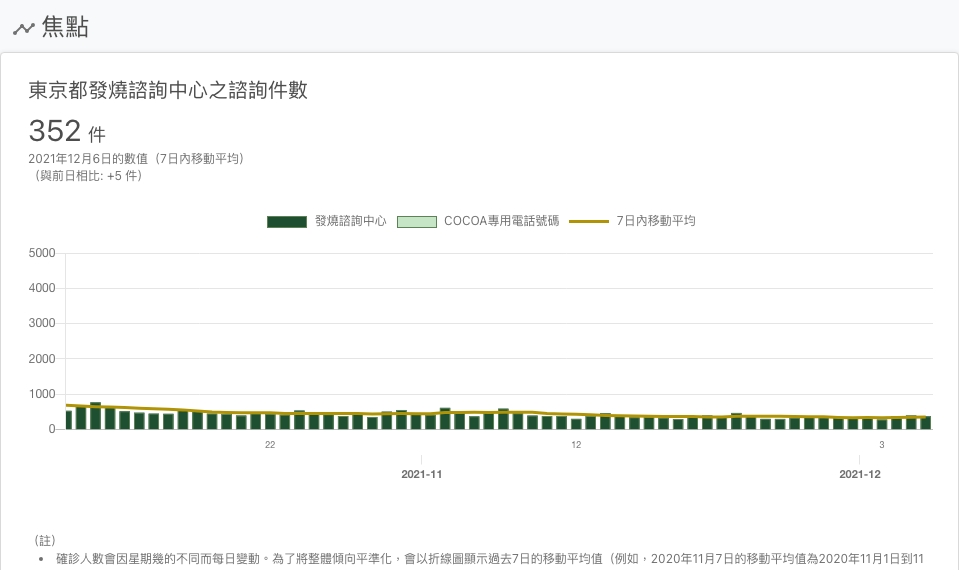 焦點
東京都發燒諮詢中心之諮詢件數
352 件
2021年12月6日的數值（7日內移動平均）
（與前日相比: +5 件）
發燒諮詢中心 COCOA專用電話號碼 7日內移動平均
5000
4000
3000
2000
1000
0
22 12 3
2021-11 2021-12
（註）
• 確診人數會因星期幾的不同而每日變動。為了將整體傾向平準化，會以折線圖顯示過去7日的移動平均值（例如，2020年11月7日的移動平均值為2020年11月1日到11